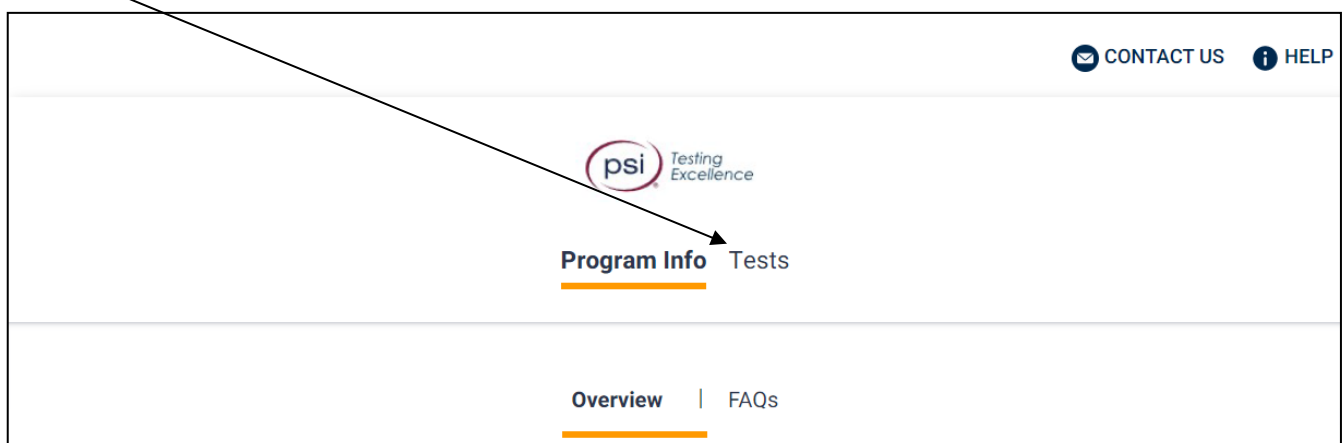 CONTACT US HELP
psi Testing
Excellence
Program Info Tests
Overview | FAQs